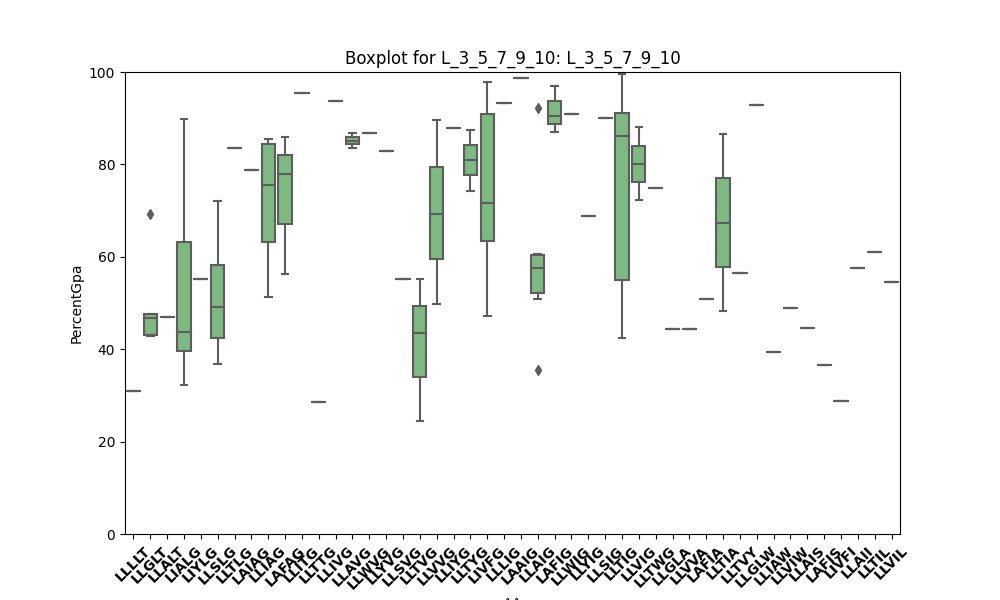 Boxplot for L_3_5_7_9_10: L_3_5_7_9_10
PercentGpa
100
80
60
40
20
0
LLLLT
LLGLT
LLALT
LIALG
LIYLG
LLSLG
LLTLG
LAIAG
LLIAG
LAFAG
LLITG
LLTTG
LLIVG
LLAVG
LLWVG
LLYVG
LLSVG
LLTVG
LLVVG
LLIYG
LLTYG
LIVFG
LLLIG
LAAIG
LLAIG
LAFIG
LLWIG
LLYIG
LLSIG
LLTIG
LLVIG
LLTWG
LLGLA
LLVVA
LAFIA
LLTIA
LLTVY
LLGLW
LLIAW
LLVIW
LLAIS
LAFIS
LIVFI
LLAII
LLTIL
LLVIL